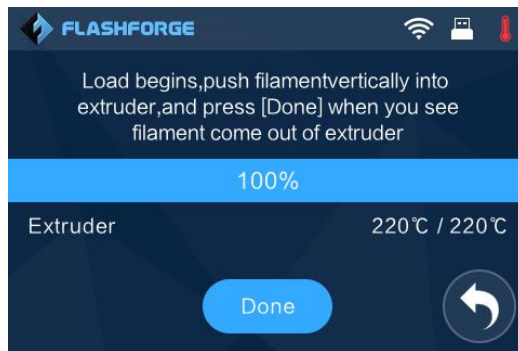 FLASHFORGE
Load begins,push filamentvertically into
extruder,and press [Done] when you see
filament come out of extruder
100%
Extruder 220℃ / 220℃
Done